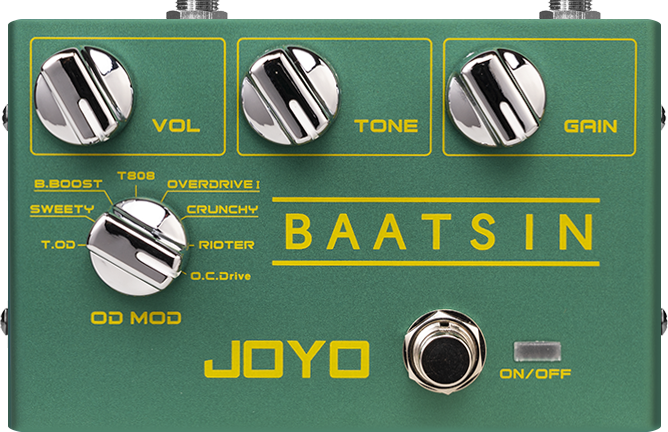 VOL
TONE
GAIN
T808
B.BOOST
OVERDRIVE I
SWEETY
CRUNCHY
T.OD
RIOTER
O.C.Drive
OD MOD
BAATSIN
JOYO
ON/OFF